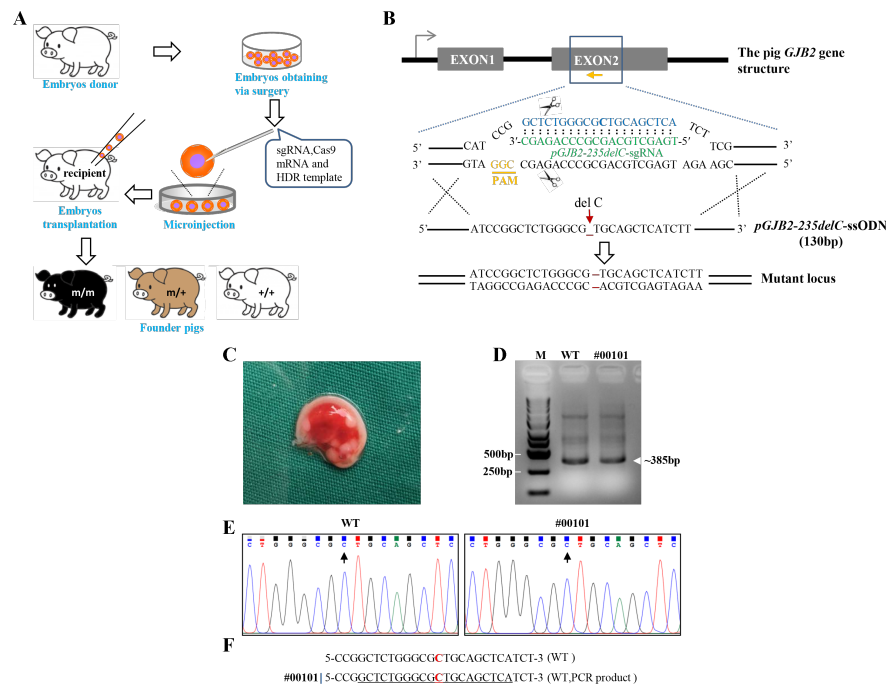 A
Embryos donor
Embryos obtaining
via surgery
sgRNA,Cas9
mRNA and
HDR template
recipient
Embryos
transplantation
Microinjection
m/m
m/+
+/+
Founder pigs
B
EXON1
EXON2
The pig GJB2 gene
structure
GCTCTGGGCGCTGCAGCTCA
CCG
TCT
3'-CGAGACCCGCGACGTCGAGT-5'
5'
CAT
TCG
3'
pGJB2-235delC-sgRNA
3'
GTA
GGC
CGAGACCCGCGACGTCGAGT
AGA AGC
5'
PAM
del C
5'
ATCCGGCTCTGGGCG_TGCAGCTCATCTT
3'
pGJB2-235delC-ssODN
(130bp)
ATCCGGCTCTGGGCG–TGCAGCTCATCTT
TAGGCCGAGACCCGC–ACGTCGAGTAGAA
Mutant locus
C
D
M
WT
#00101
500bp
250bp
~385bp
E
WT
#00101
C T G G G C G C T G C A G C T C
C T G G G C G C T G C A G C T C
F
5-CCGGCTCTGGGCGCTGCAGCTCATCT-3 (WT)
#00101| 5-CCGGCTCTGGGCGCTGCAGCTCATCT-3 (WT,PCR product)